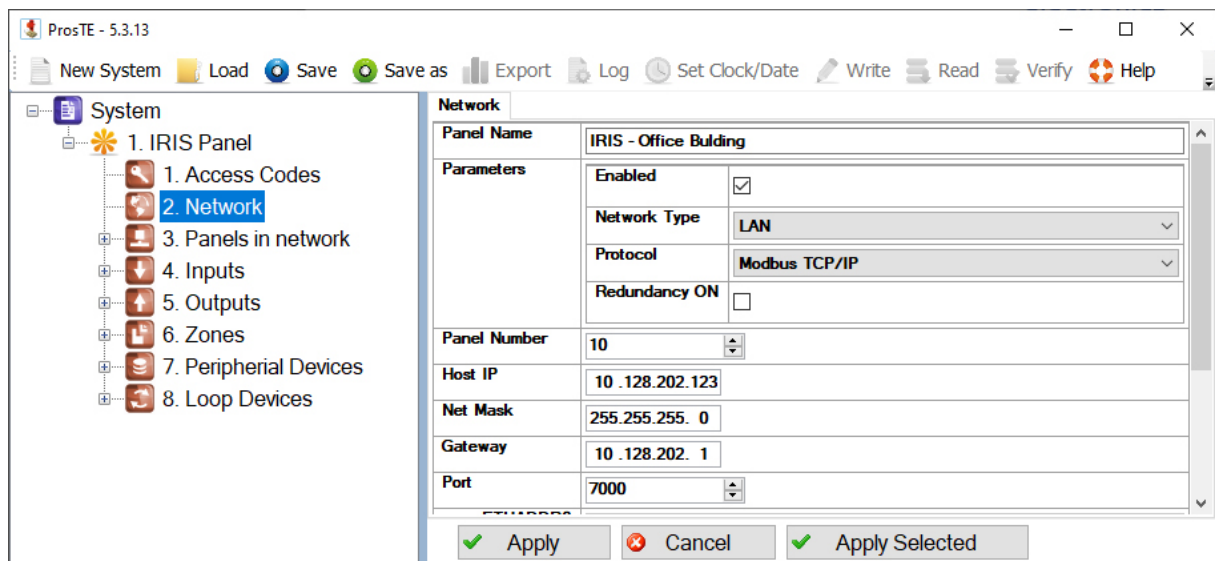 ProsTE - 5.3.13
New System Load Save Save as Export Log Set Clock/Date Write Read Verify Help
System
1. IRIS Panel
1. Access Codes
2. Network
3. Panels in network
4. Inputs
5. Outputs
6. Zones
7. Peripherial Devices
8. Loop Devices
Network
Panel Name IRIS - Office Bulding
Parameters Enabled
Network Type LAN
Protocol Modbus TCP/IP
Redundancy ON
Panel Number 10
Host IP 10 .128.202.123
Net Mask 255.255.255. 0
Gateway 10 .128.202. 1
Port 7000
Apply Cancel Apply Selected